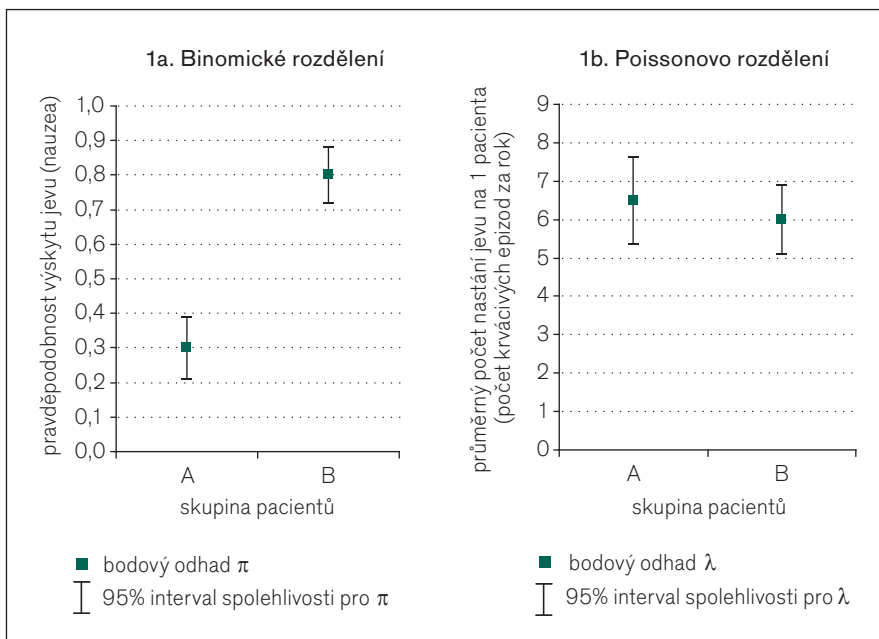 1a. Binomické rozdělení
pravděpodobnost výskytu jevu (nauzea)
1,0
0,9
0,8
0,7
0,6
0,5
0,4
0,3
0,2
0,1
0,0
A
B
skupina pacientů
bodový odhad π
95% interval spolehlivosti pro π
1b. Poissonovo rozdělení
průměrný počet nastání jevu na 1 pacienta
(počet krvácivých epizod za rok)
9
8
7
6
5
4
3
2
1
0
A
B
skupina pacientů
bodový odhad λ
95% interval spolehlivosti pro λ